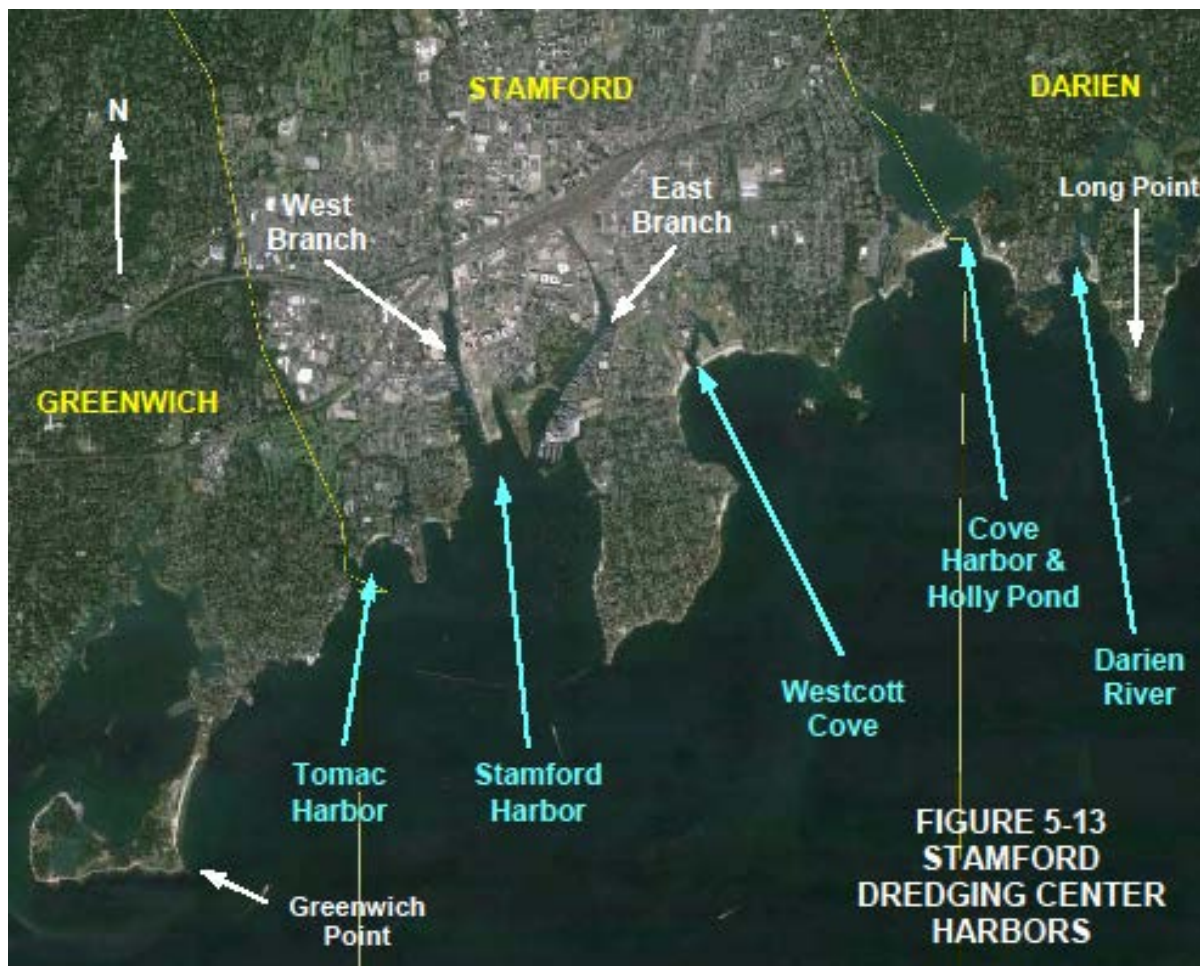 STAMFORD
DARIEN
N
West
Branch
East
Branch
Long Point
GREENWICH
Cove
Harbor &
Holly Pond
Darien
River
Westcott
Cove
Tomac
Harbor
Stamford
Harbor
Greenwich
Point
FIGURE 5-13
STAMFORD
DREDGING CENTER
HARBORS